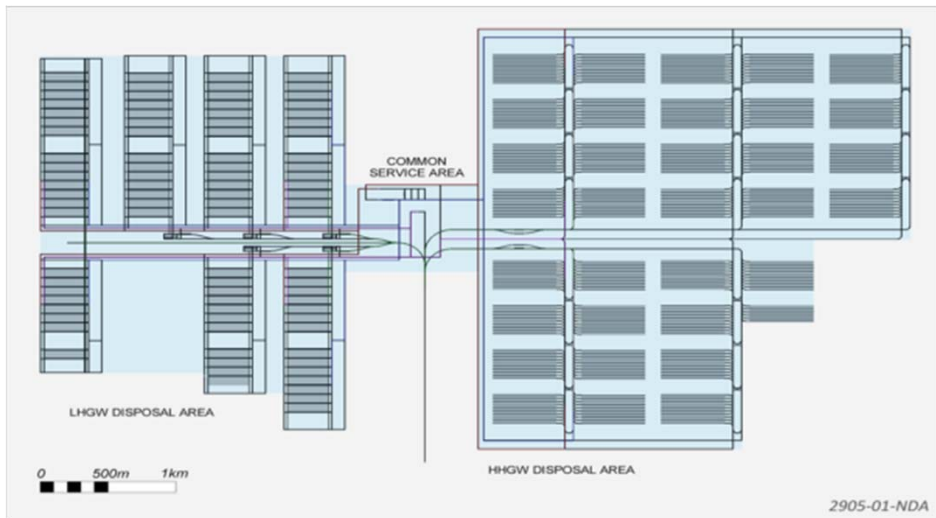 COMMON
SERVICE AREA
LHGW DISPOSAL AREA
HHGW DISPOSAL AREA
0 500m 1km
2905-01-NDA